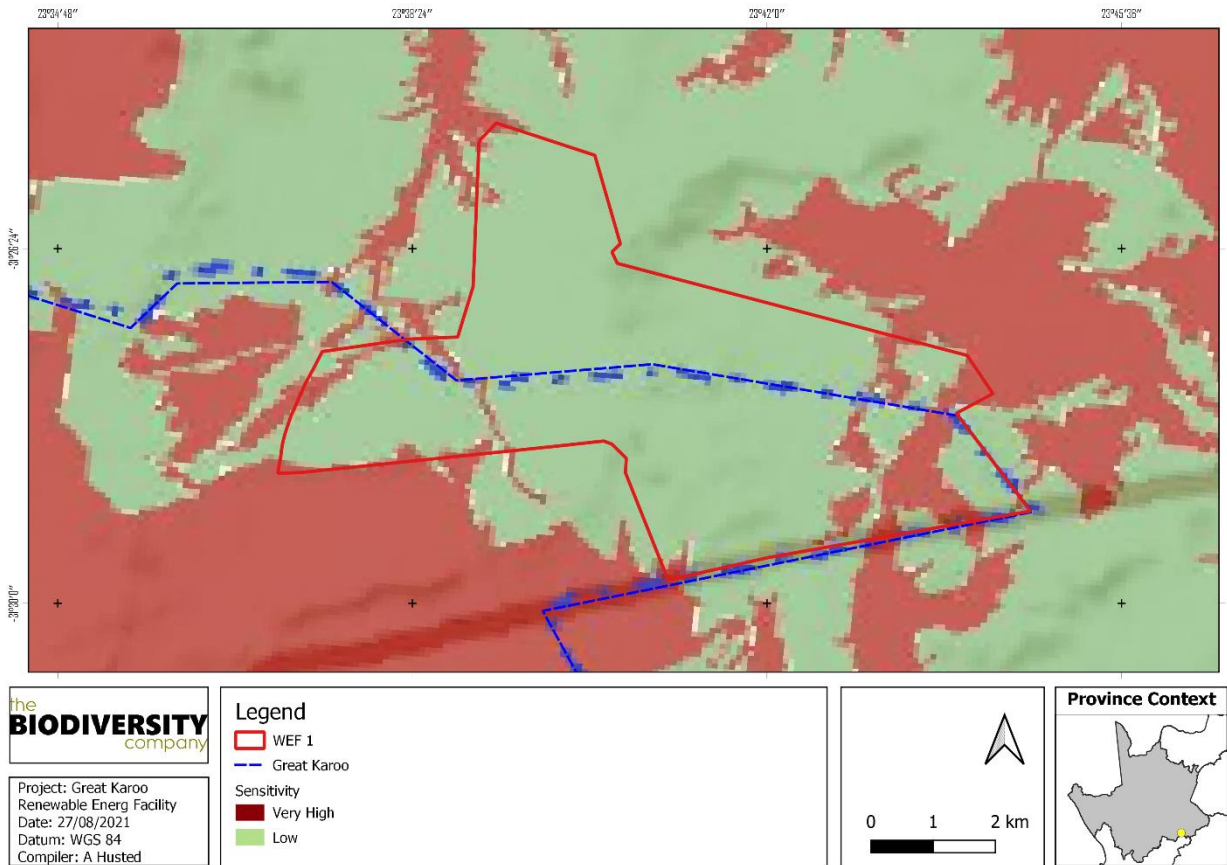 23°34'48" 23°38'24" 23°42'0" 23°45'36"
-31°26'24"
-31°30'0"
the
BIODIVERSITY
company
Project: Great Karoo
Renewable Energ Facility
Date: 27/08/2021
Datum: WGS 84
Compiler: A Husted
Legend
WEF 1
Great Karoo
Sensitivity
Very High
Low
0 1 2 km
Province Context